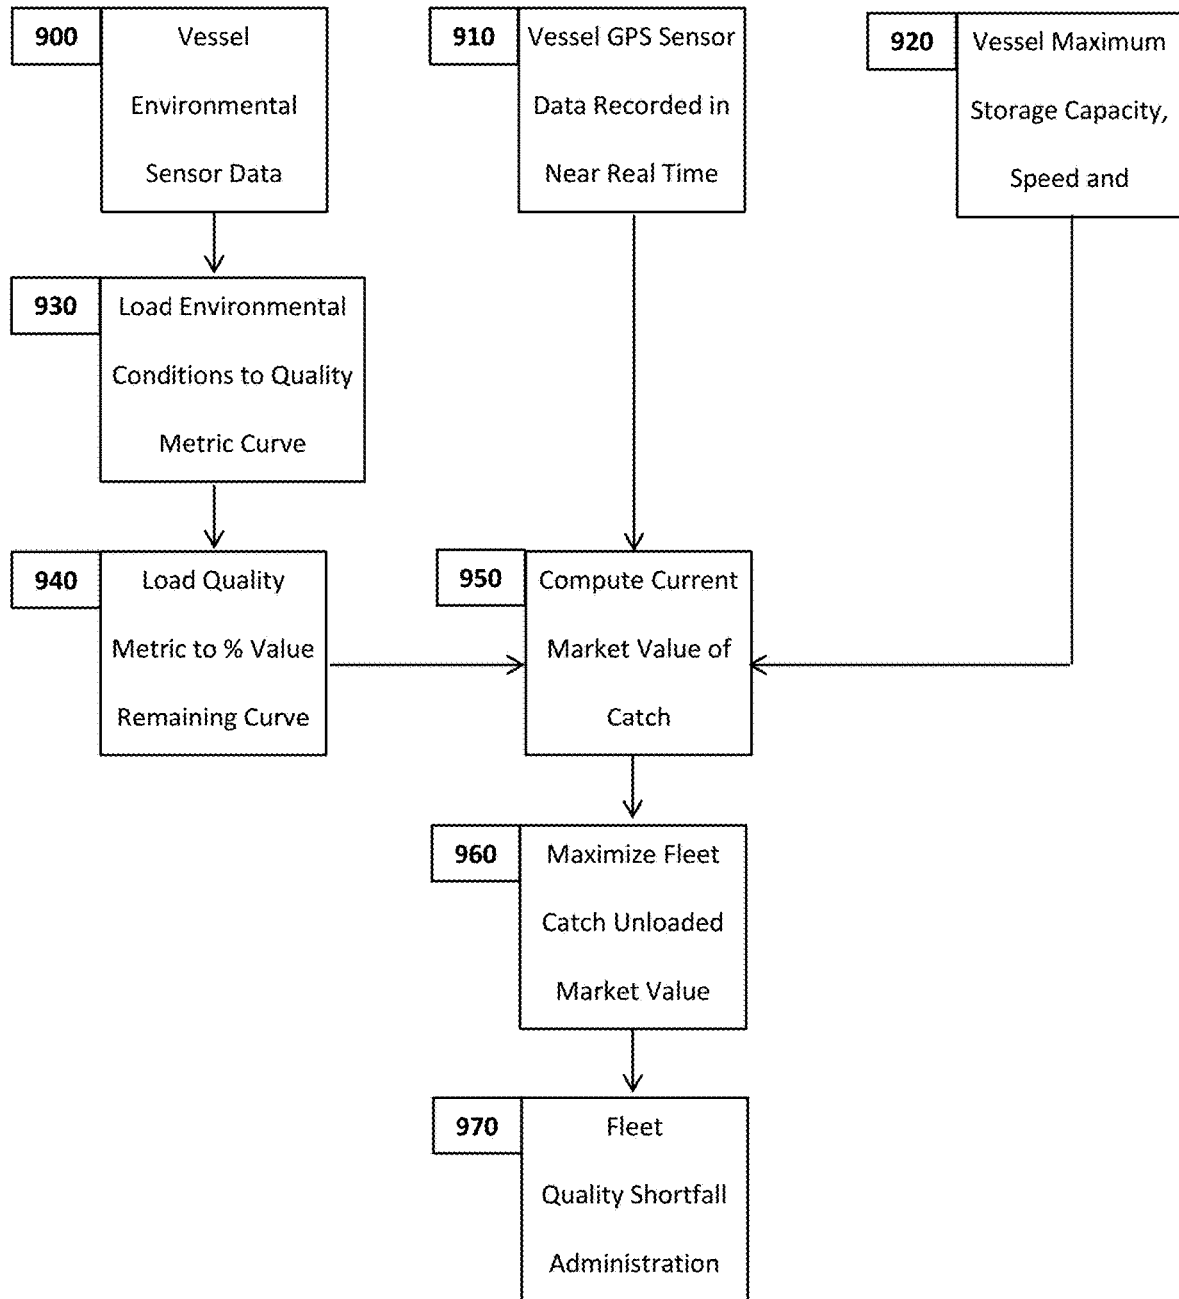 900
Vessel
Environmental
Sensor Data
910
Vessel GPS Sensor
Data Recorded in
Near Real Time
920
Vessel Maximum
Storage Capacity,
Speed and
930
Load Environmental
Conditions to Quality
Metric Curve
940
Load Quality
Metric to % Value
Remaining Curve
950
Compute Current
Market Value of
Catch
960
Maximize Fleet
Catch Unloaded
Market Value
970
Fleet
Quality Shortfall
Administration